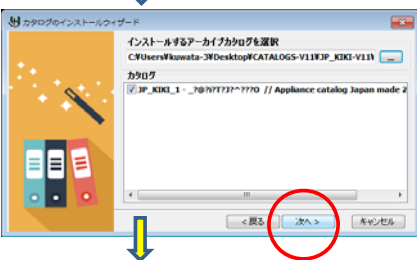 カタログのインストールウィザード
インストールするアーカイブカタログを選択
C:¥Users¥kuwata-3¥Desktop¥CATALOGS-V11¥JP_KIKI-V11¥
...
カタログ
JP_KIKI_1 - _?@?i?T?J?^???O // Appliance catalog Japan made 2
< 戻る
次へ >
キャンセル